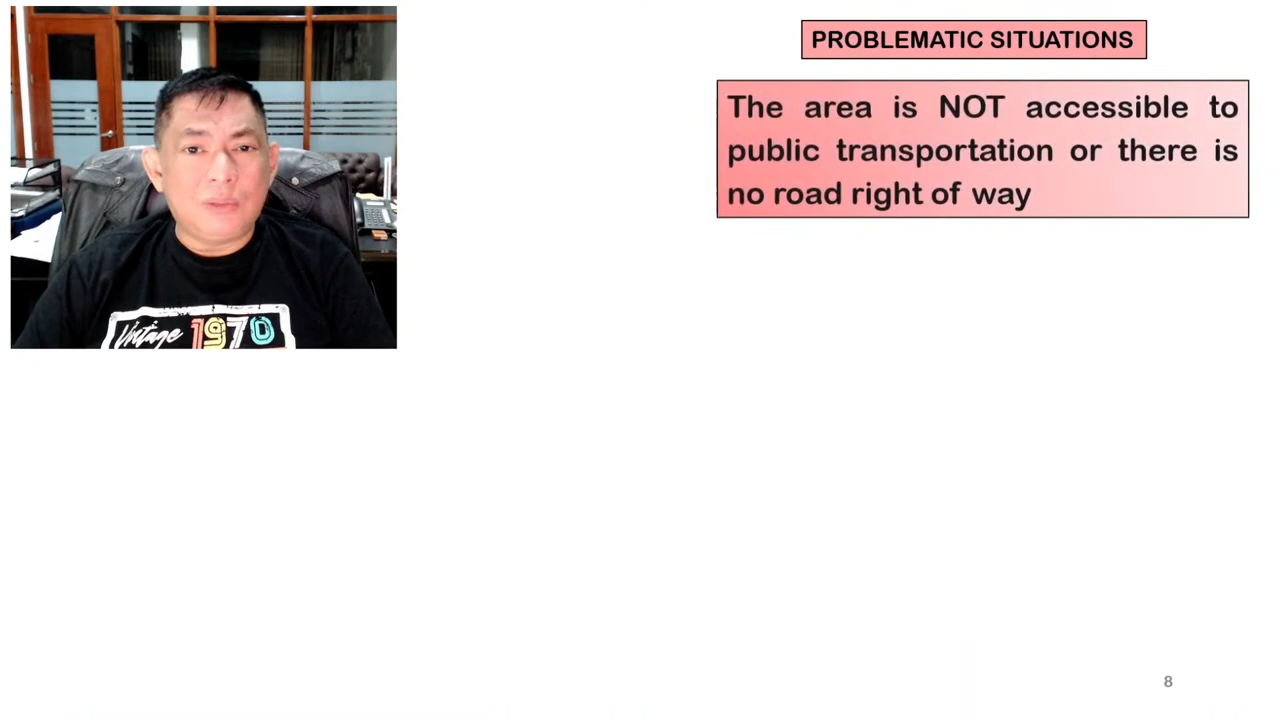 PROBLEMATIC SITUATIONS
The area is NOT accessible to
public transportation or there is
no road right of way
Vintage 1970
8